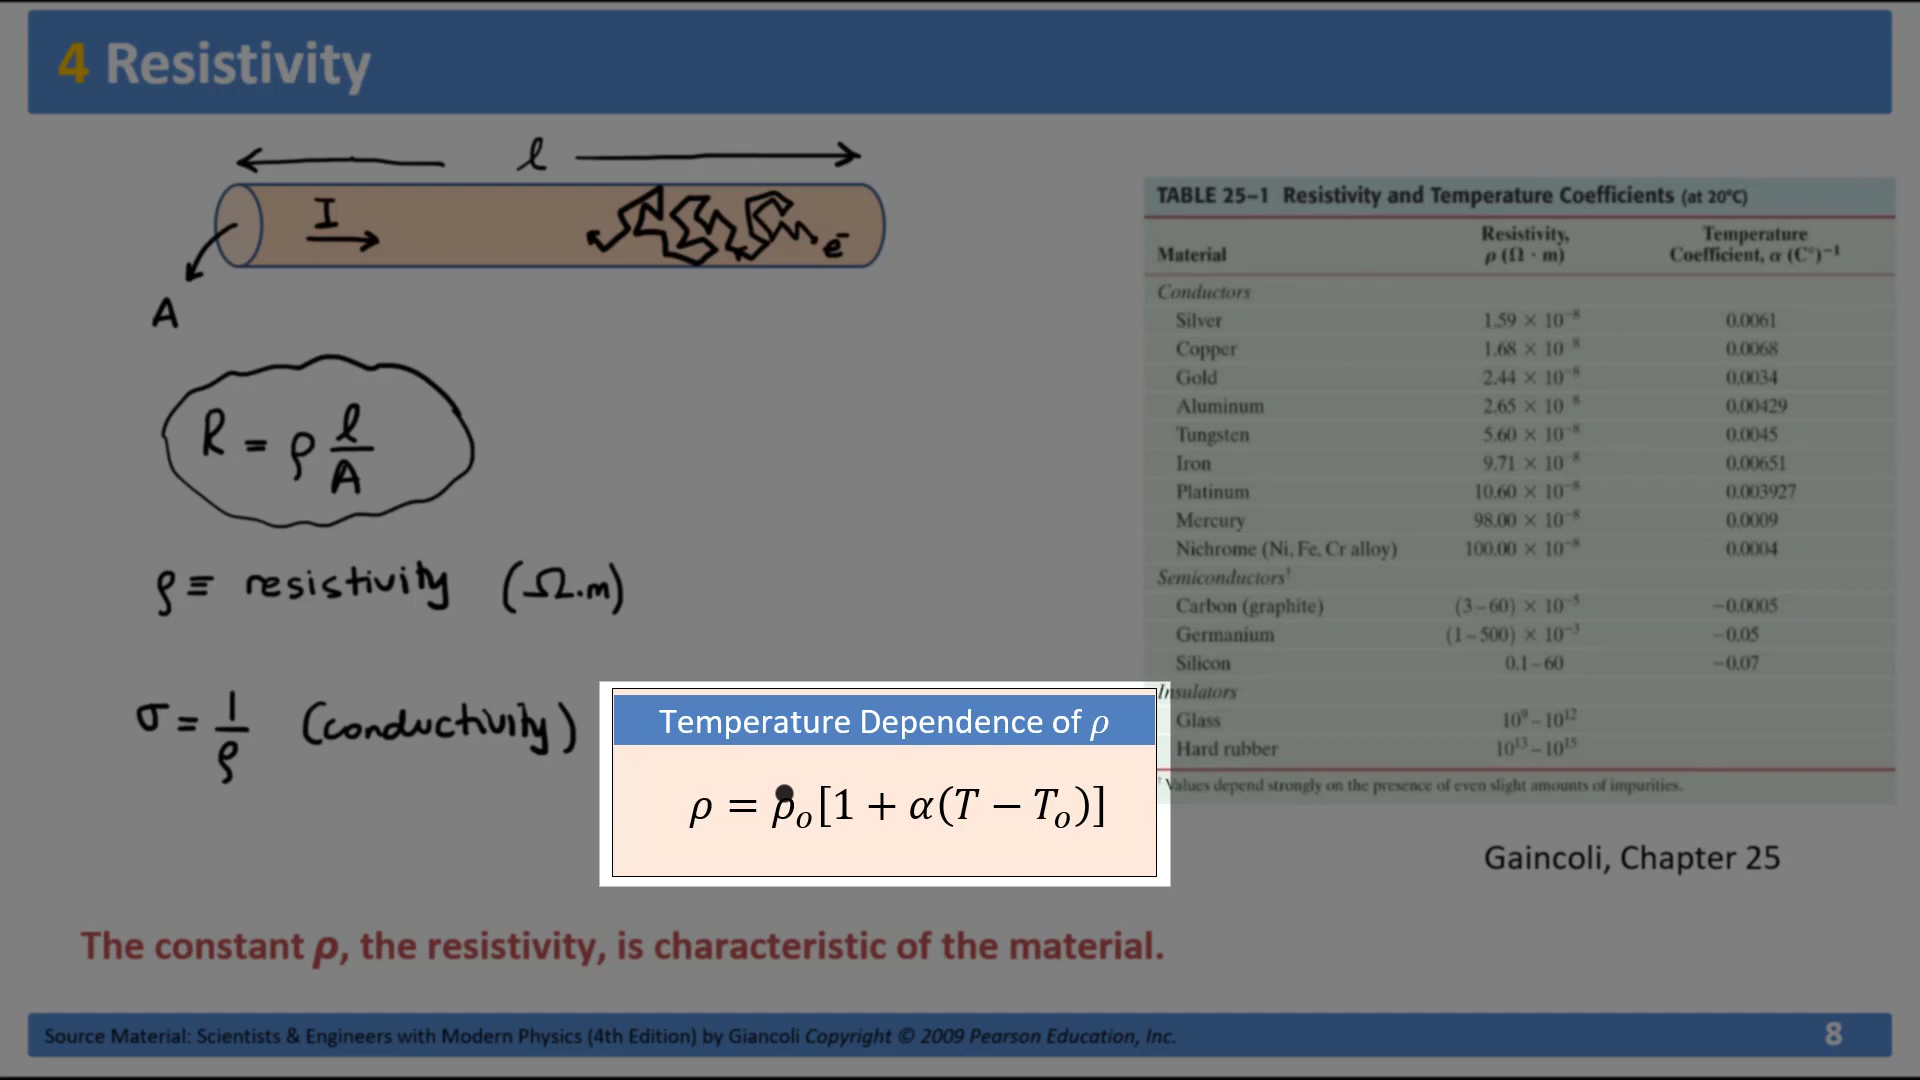 4 Resistivity
l
I
e⁻
A
R = ρ l/A
ρ ≡ resistivity (Ω.m)
σ = 1/ρ (conductivity)
Temperature Dependence of ρ
ρ = ρₒ[1 + α(T − Tₒ)]
TABLE 25–1 Resistivity and Temperature Coefficients (at 20°C)
Material Resistivity, ρ (Ω · m) Temperature Coefficient, α (C°)⁻¹
Conductors
Silver 1.59 × 10⁻⁸ 0.0061
Copper 1.68 × 10⁻⁸ 0.0068
Gold 2.44 × 10⁻⁸ 0.0034
Aluminum 2.65 × 10⁻⁸ 0.00429
Tungsten 5.60 × 10⁻⁸ 0.0045
Iron 9.71 × 10⁻⁸ 0.00651
Platinum 10.60 × 10⁻⁸ 0.003927
Mercury 98.00 × 10⁻⁸ 0.0009
Nichrome (Ni, Fe, Cr alloy) 100.00 × 10⁻⁸ 0.0004
Semiconductors†
Carbon (graphite) (3–60) × 10⁻⁵ −0.0005
Germanium (1–500) × 10⁻³ −0.05
Silicon 0.1–60 −0.07
Insulators
Glass 10⁹–10¹²
Hard rubber 10¹³–10¹⁵
†Values depend strongly on the presence of even slight amounts of impurities.
Gaincoli, Chapter 25
The constant ρ, the resistivity, is characteristic of the material.
Source Material: Scientists & Engineers with Modern Physics (4th Edition) by Giancoli Copyright © 2009 Pearson Education, Inc.
8